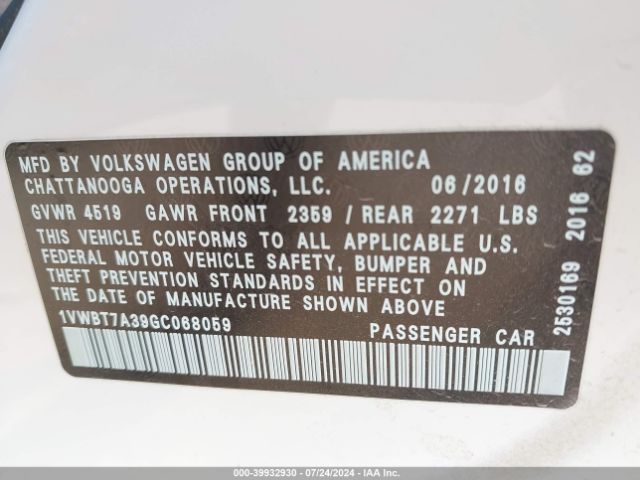 MFD BY VOLKSWAGEN GROUP OF AMERICA
CHATTANOOGA OPERATIONS, LLC. 06/2016
GVWR 4519 GAWR FRONT 2359 / REAR 2271 LBS
THIS VEHICLE CONFORMS TO ALL APPLICABLE U.S.
FEDERAL MOTOR VEHICLE SAFETY, BUMPER AND
THEFT PREVENTION STANDARDS IN EFFECT ON
THE DATE OF MANUFACTURE SHOWN ABOVE
1VWBT7A39GC068059 PASSENGER CAR
2530169 2016 62
000-39932930 - 07/24/2024 - IAAI.com